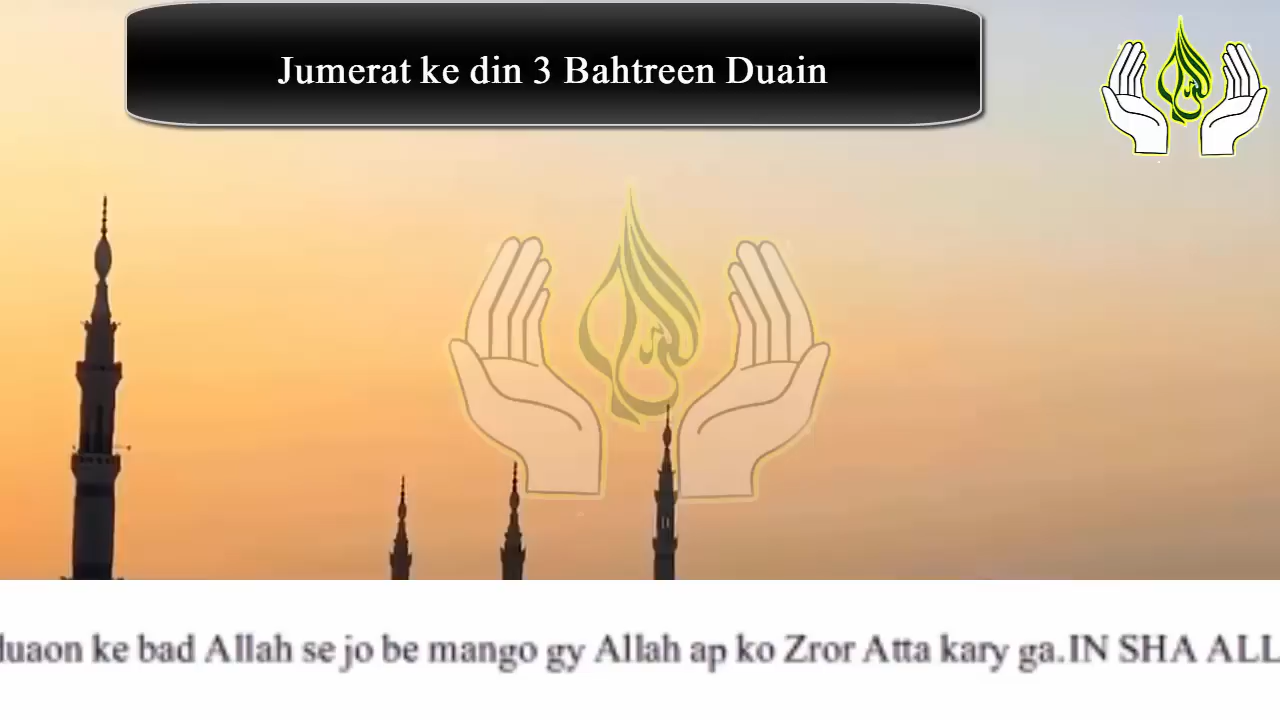 Jumerat ke din 3 Bahtreen Duain
duaon ke bad Allah se jo be mango gy Allah ap ko Zror Atta kary ga.IN SHA ALL